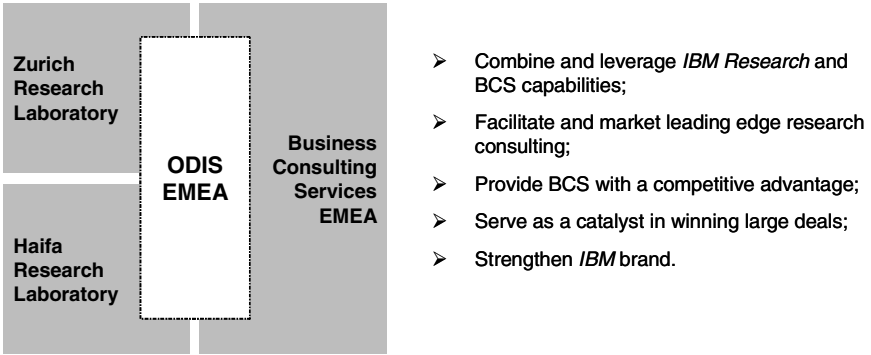 Zurich
Research
Laboratory
Haifa
Research
Laboratory
ODIS
EMEA
Business
Consulting
Services
EMEA
➢ Combine and leverage IBM Research and
BCS capabilities;
➢ Facilitate and market leading edge research
consulting;
➢ Provide BCS with a competitive advantage;
➢ Serve as a catalyst in winning large deals;
➢ Strengthen IBM brand.